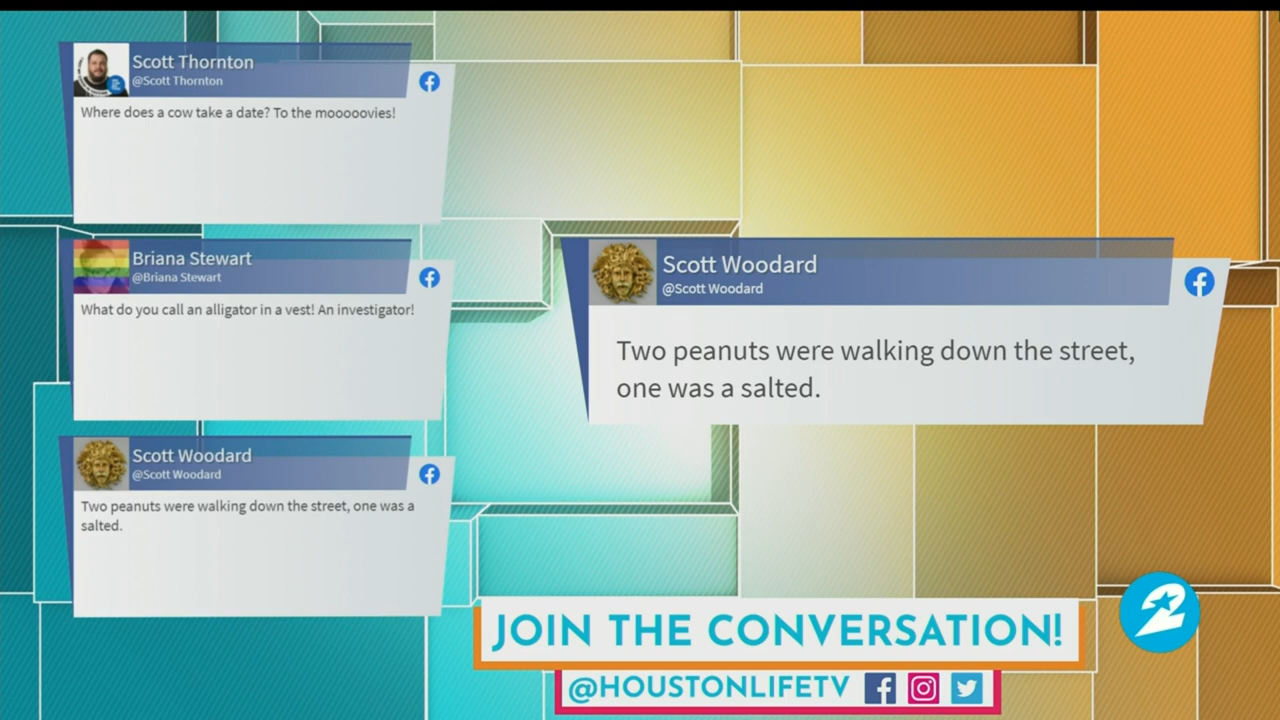 Scott Thornton
@Scott Thornton
Where does a cow take a date? To the mooooovies!
Briana Stewart
@Briana Stewart
What do you call an alligator in a vest! An investigator!
Scott Woodard
@Scott Woodard
Two peanuts were walking down the street, one was a
salted.
Scott Woodard
@Scott Woodard
Two peanuts were walking down the street,
one was a salted.
JOIN THE CONVERSATION!
@HOUSTONLIFETV
2